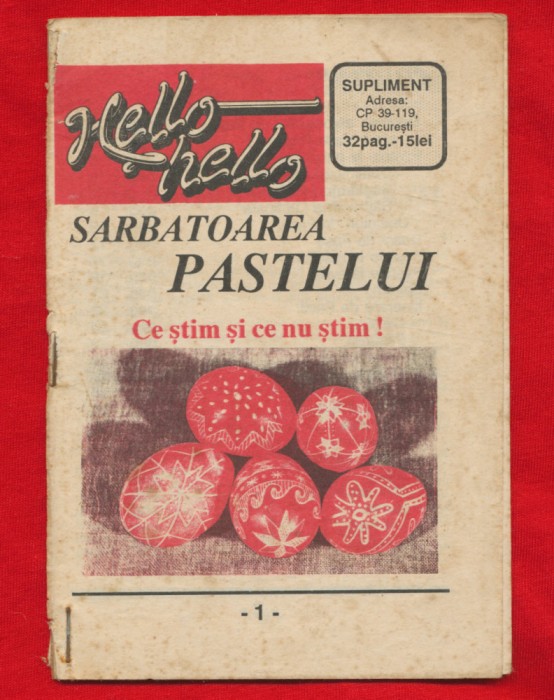 Hello
hello
SUPLIMENT
Adresa:
CP 39-119,
București
32pag.-15lei
SARBATOAREA
PASTELUI
Ce știm și ce nu știm !
- 1 -